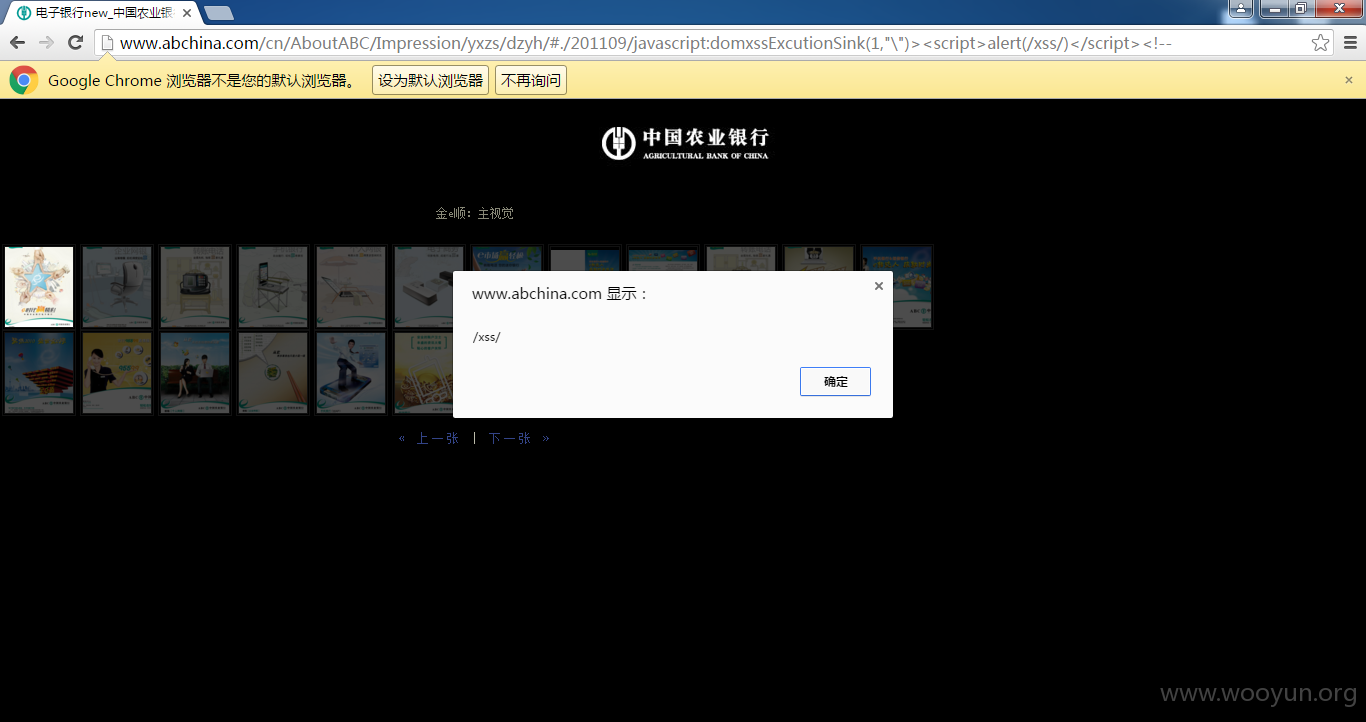 电子银行new_中国农业银
www.abchina.com/cn/AboutABC/Impression/yxzs/dzyh/#./201109/javascript:domxssExcutionSink(1,"\")><script>alert(/xss/)</script><!--
Google Chrome 浏览器不是您的默认浏览器。 设为默认浏览器 不再询问
中国农业银行
AGRICULTURAL BANK OF CHINA
金e顺：主视觉
www.abchina.com 显示：
/xss/
确定
« 上一张 | 下一张 »
www.wooyun.org